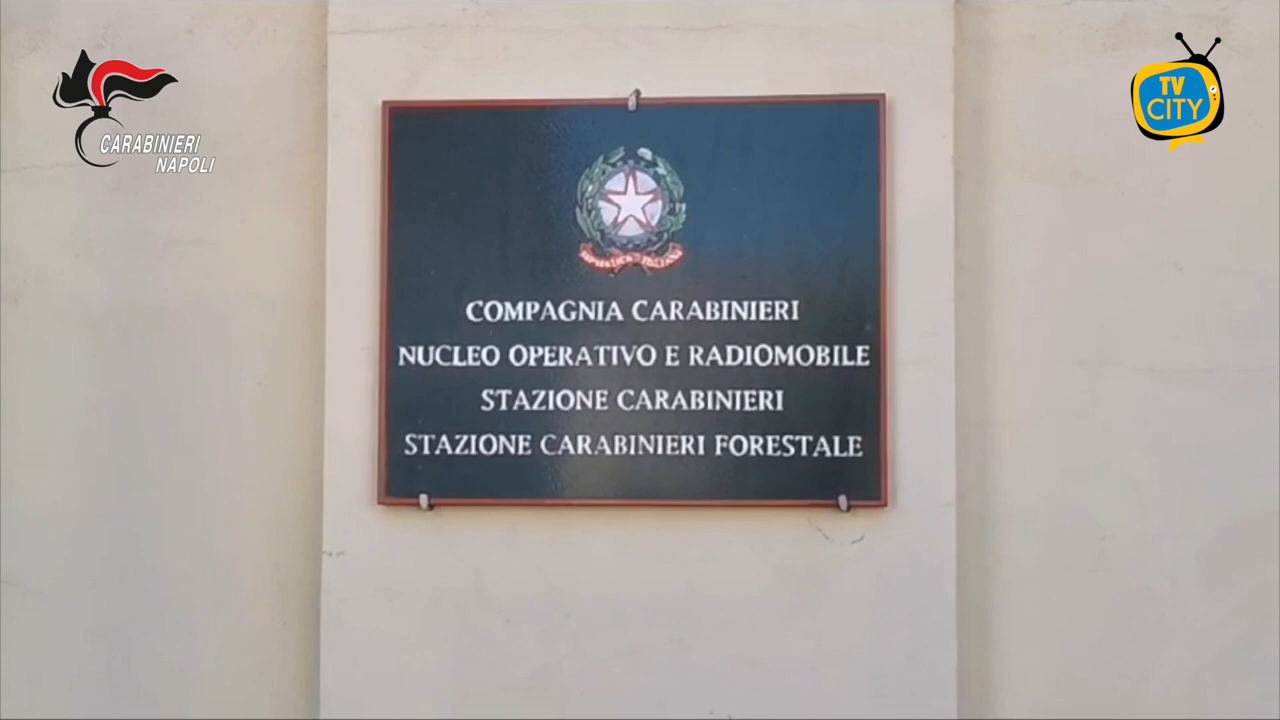 CARABINIERI
NAPOLI
TV
CITY
REPUBBLICA ITALIANA
COMPAGNIA CARABINIERI
NUCLEO OPERATIVO E RADIOMOBILE
STAZIONE CARABINIERI
STAZIONE CARABINIERI FORESTALE